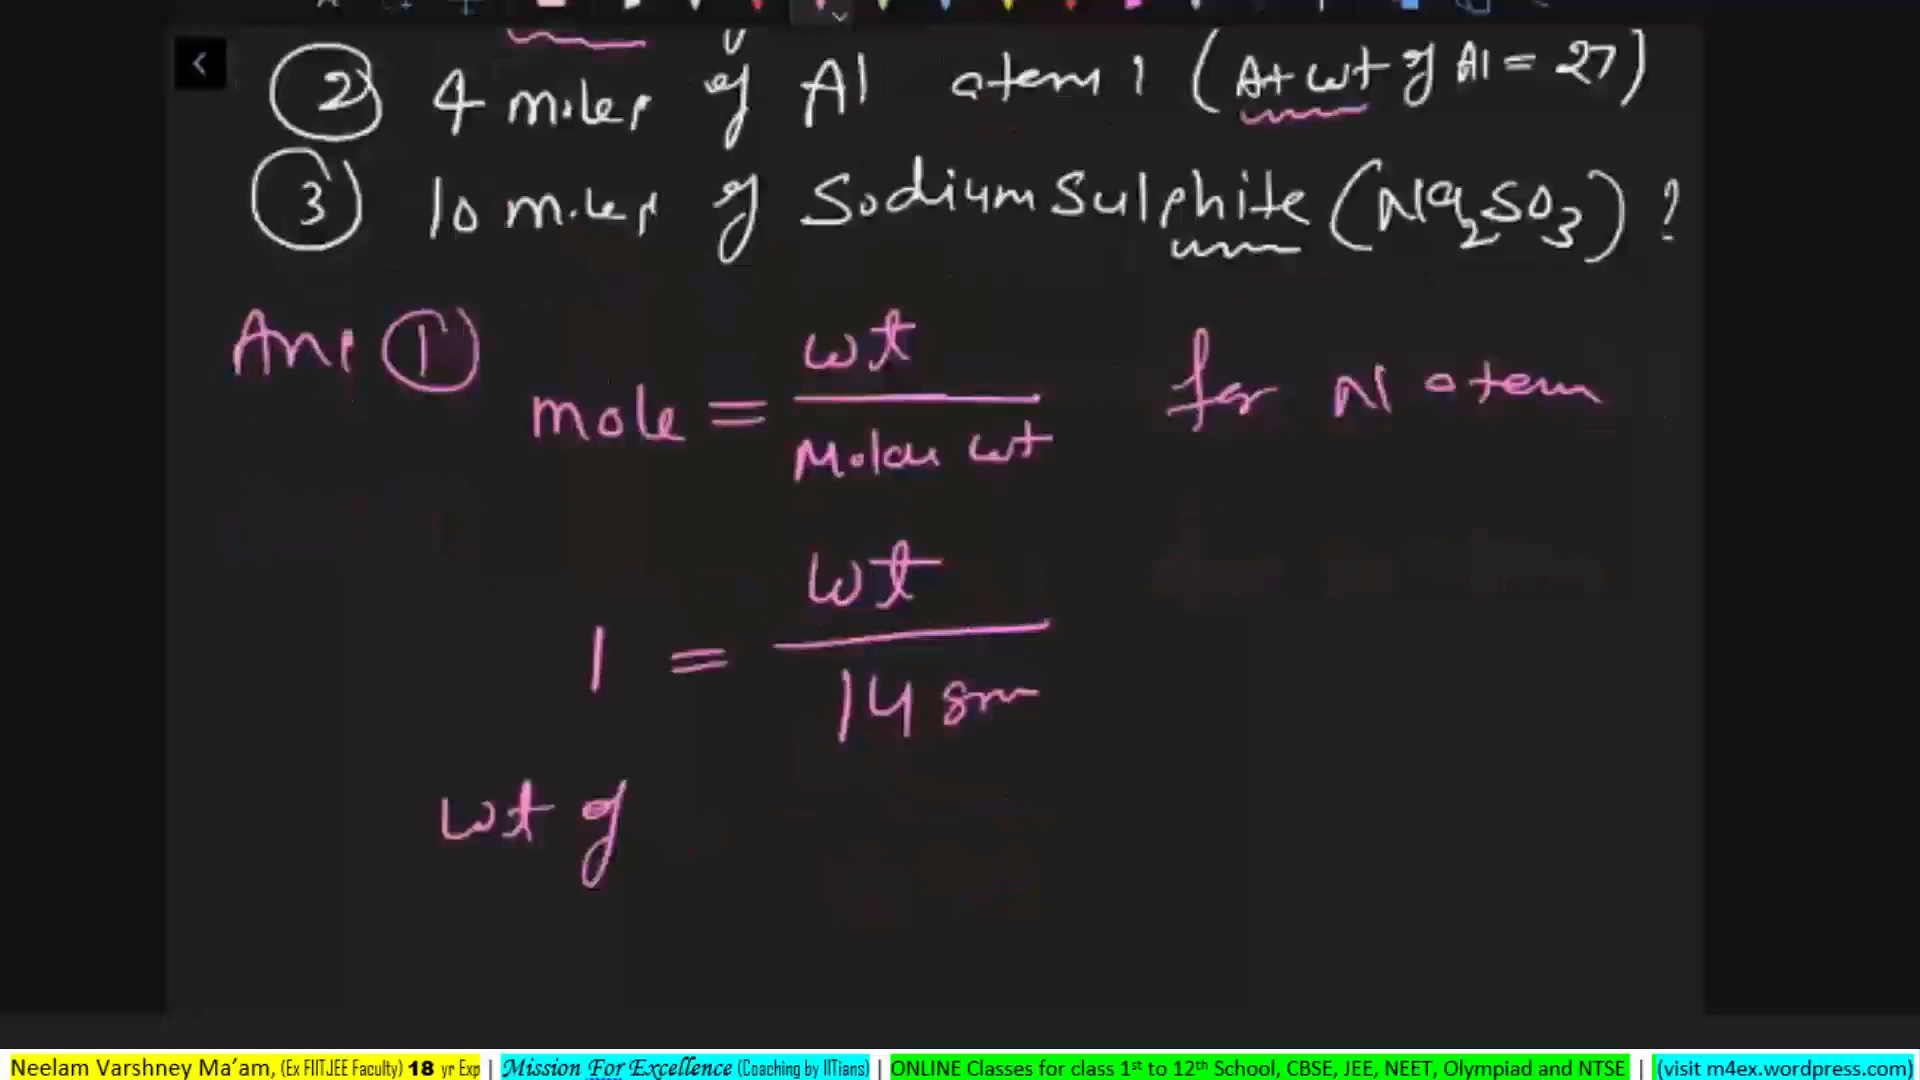 ② 4 moles of Al atoms (At wt of Al = 27)
③ 10 moles of Sodium Sulphite (Na₂SO₃) ?
Ans ①
mole = wt / Molar wt for N atom
1 = wt / 14 gm
wt of
Neelam Varshney Ma’am, (Ex FIITJEE Faculty) 18 yr Exp | Mission For Excellence (Coaching by IITians) | ONLINE Classes for class 1st to 12th School, CBSE, JEE, NEET, Olympiad and NTSE | (visit m4ex.wordpress.com)